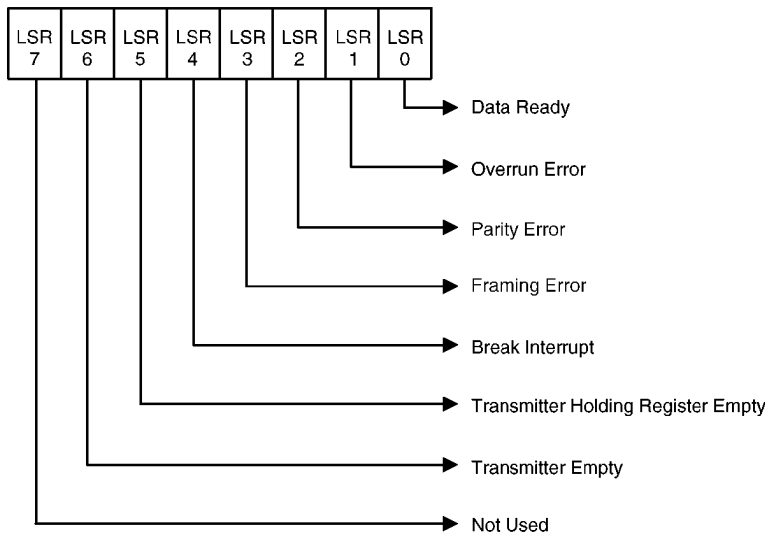 LSR LSR LSR LSR LSR LSR LSR LSR
7 6 5 4 3 2 1 0
Data Ready
Overrun Error
Parity Error
Framing Error
Break Interrupt
Transmitter Holding Register Empty
Transmitter Empty
Not Used